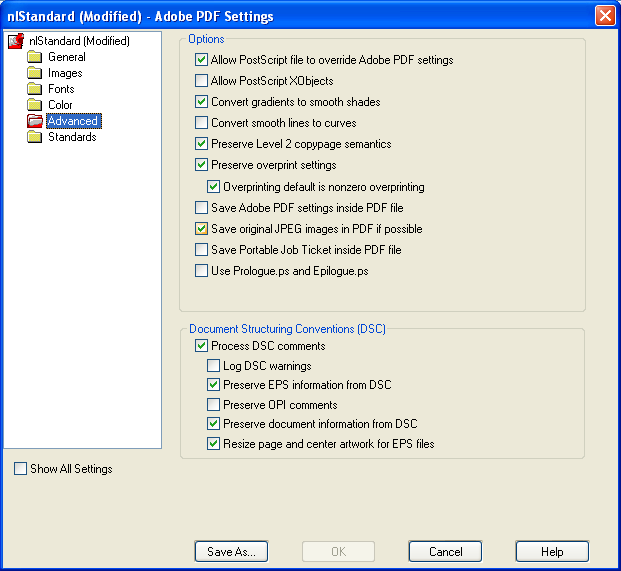 nlStandard (Modified) - Adobe PDF Settings
nlStandard (Modified)
General
Images
Fonts
Color
Advanced
Standards
Show All Settings
Options
Allow PostScript file to override Adobe PDF settings
Allow PostScript XObjects
Convert gradients to smooth shades
Convert smooth lines to curves
Preserve Level 2 copypage semantics
Preserve overprint settings
Overprinting default is nonzero overprinting
Save Adobe PDF settings inside PDF file
Save original JPEG images in PDF if possible
Save Portable Job Ticket inside PDF file
Use Prologue.ps and Epilogue.ps
Document Structuring Conventions (DSC)
Process DSC comments
Log DSC warnings
Preserve EPS information from DSC
Preserve OPI comments
Preserve document information from DSC
Resize page and center artwork for EPS files
Save As...
OK
Cancel
Help